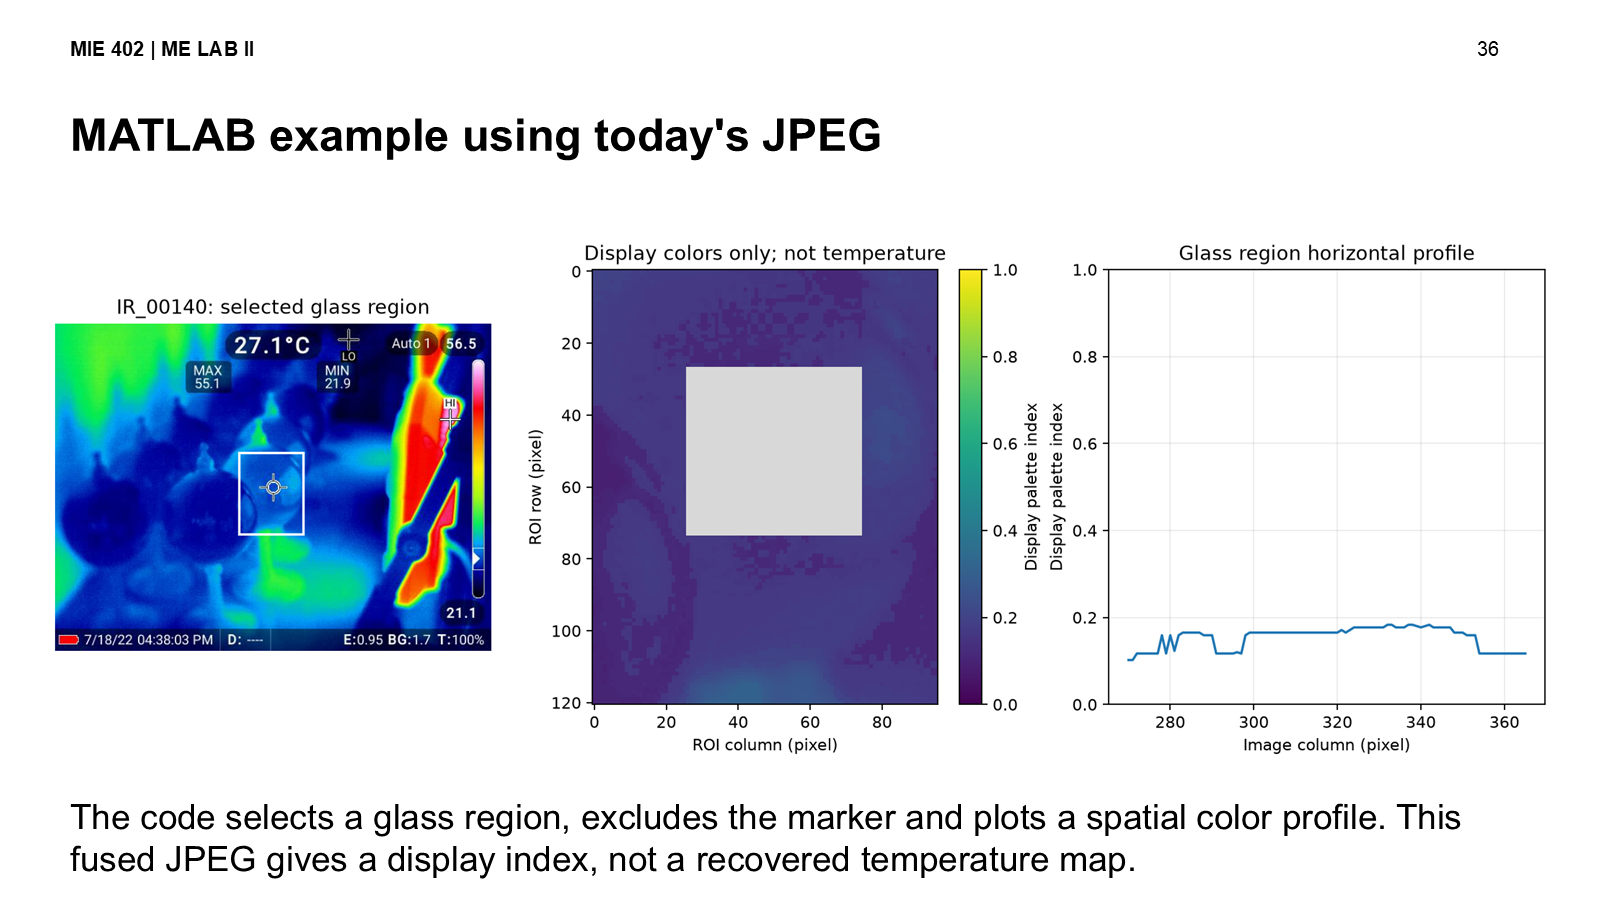 MIE 402 | ME LAB II
36
MATLAB example using today's JPEG
IR_00140: selected glass region
27.1°C
LO
Auto 1
56.5
MAX
55.1
MIN
21.9
HI
21.1
7/18/22 04:38:03 PM
D: ----
E:0.95 BG:1.7 T:100%
Display colors only; not temperature
0
20
40
60
80
100
120
ROI row (pixel)
0 20 40 60 80
ROI column (pixel)
1.0
0.8
0.6
0.4
0.2
0.0
Display palette index
Glass region horizontal profile
1.0
0.8
0.6
0.4
0.2
0.0
Display palette index
280 300 320 340 360
Image column (pixel)
The code selects a glass region, excludes the marker and plots a spatial color profile. This
fused JPEG gives a display index, not a recovered temperature map.